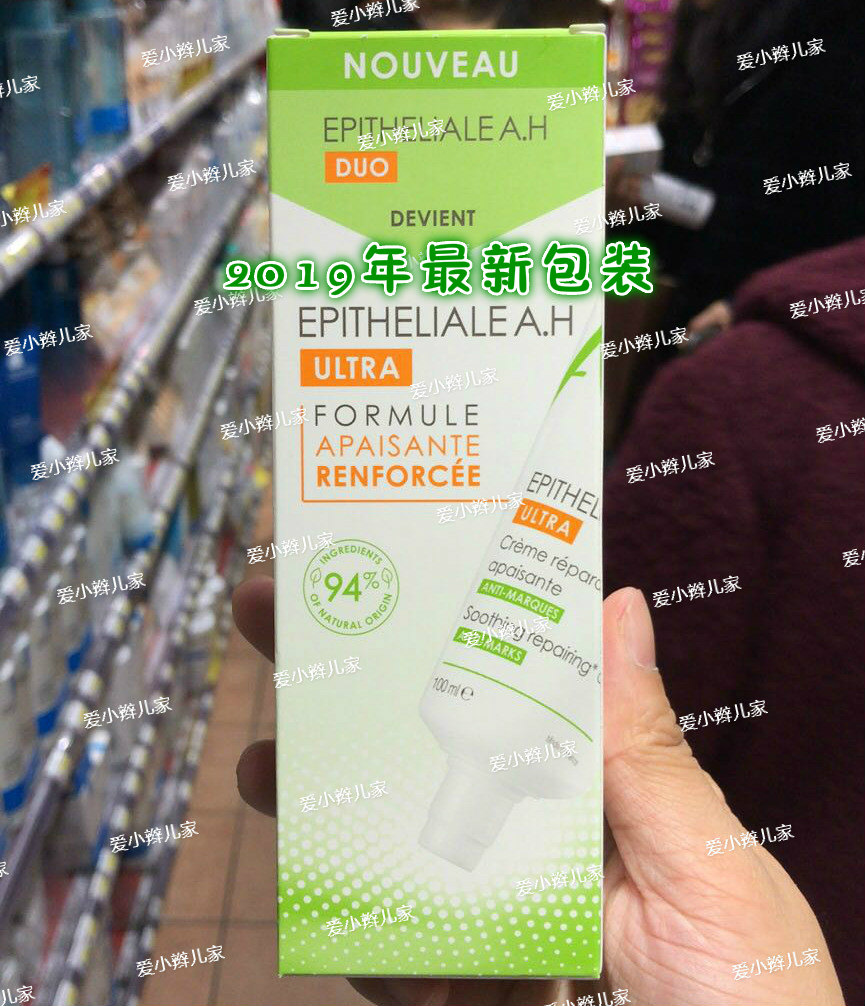 NOUVEAU
EPITHELIALE A.H
DUO
DEVIENT
2019年最新包装
EPITHELIALE A.H
ULTRA
FORMULE
APAISANTE
RENFORCÉE
INGREDIENTS
94%
OF NATURAL ORIGIN
EPITHEL
ULTRA
Crème répar
apaisante
ANTI-MARQUES
Soothing repairing*
MARKS
100 ml ℮
爱小辫儿家